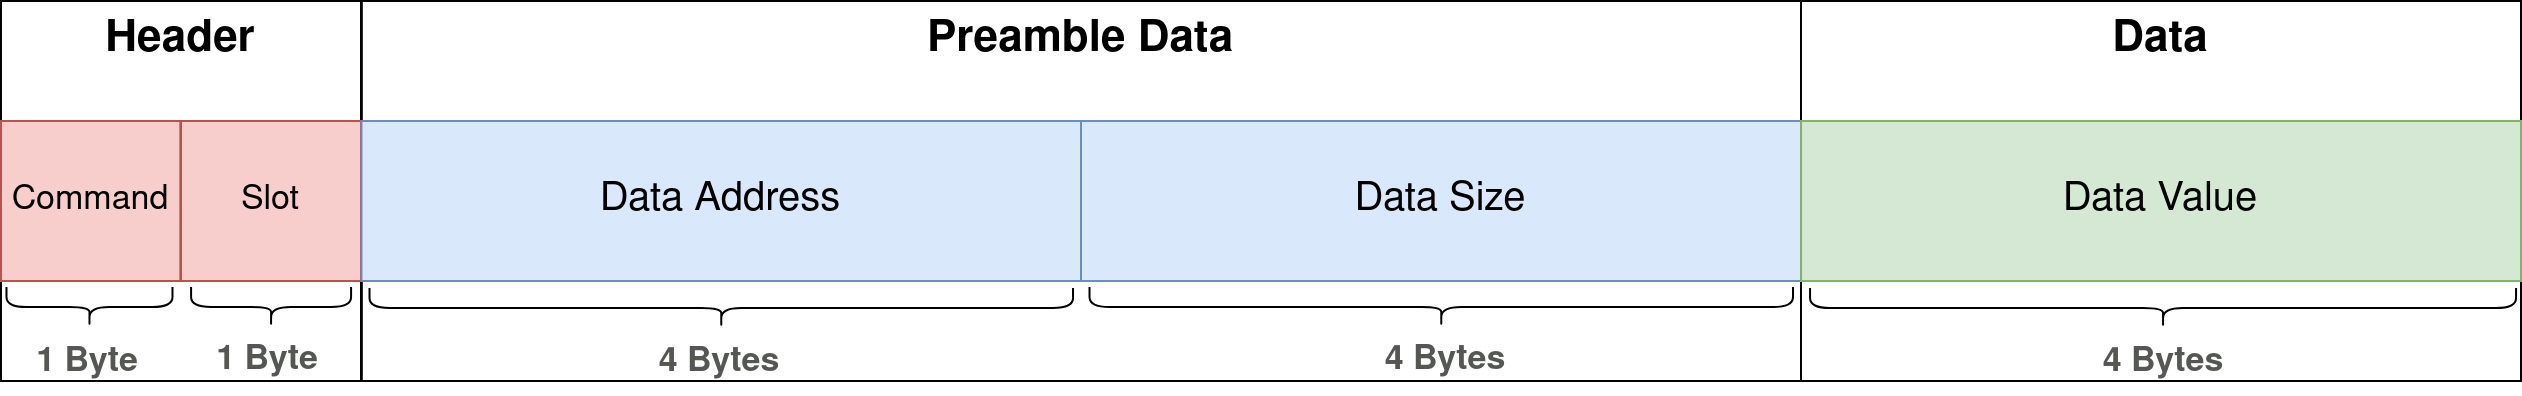 Header
Preamble Data
Data
Command
Slot
Data Address
Data Size
Data Value
1 Byte
1 Byte
4 Bytes
4 Bytes
4 Bytes